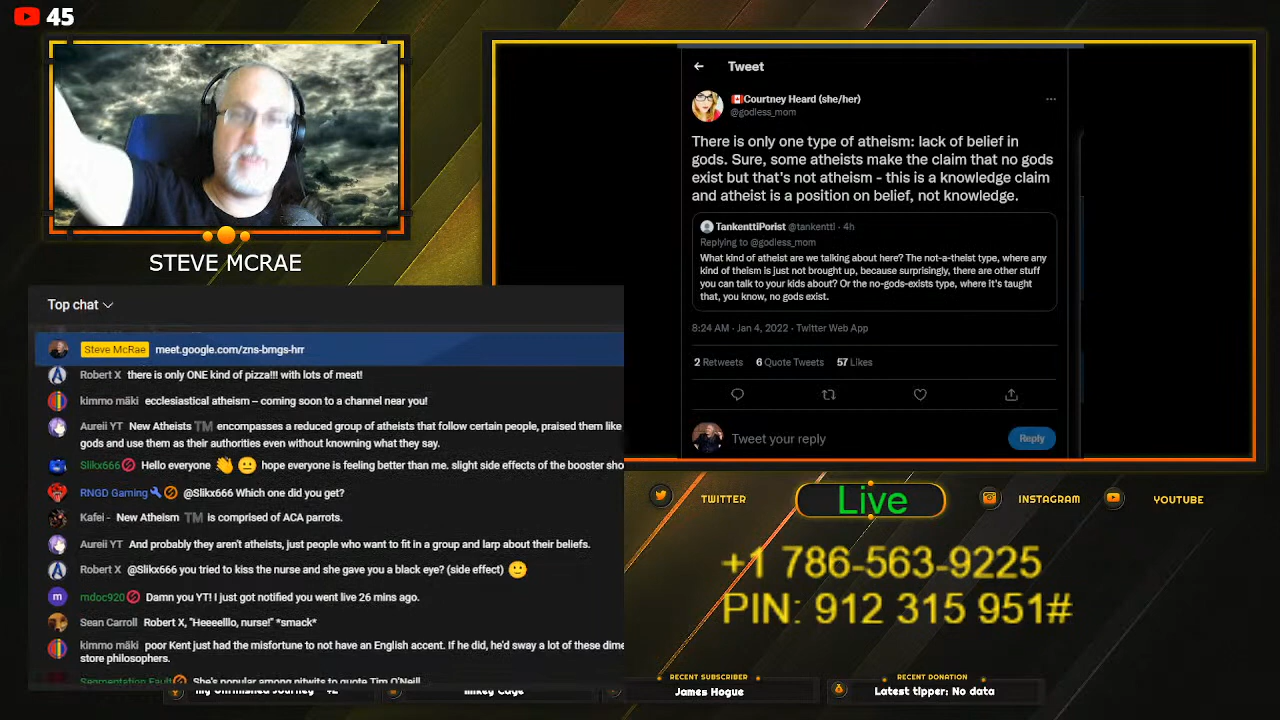 45
STEVE MCRAE
Top chat
Steve McRae meet.google.com/zns-bmgs-hrr
Robert X there is only ONE kind of pizza!!! with lots of meat!
kimmo mäki ecclesiastical atheism – coming soon to a channel near you!
Aureii YT New Atheists ™️ encompasses a reduced group of atheists that follow certain people, praised them like
gods and use them as their authorities even without knowing what they say.
Slikx666 Hello everyone 👋 😐 hope everyone is feeling better than me. slight side effects of the booster sho
RNGD Gaming @Slikx666 Which one did you get?
Kafei - New Atheism ™️ is comprised of ACA parrots.
Aureii YT And probably they aren't atheists, just people who want to fit in a group and larp about their beliefs.
Robert X @Slikx666 you tried to kiss the nurse and she gave you a black eye? (side effect) 🙂
mdoc920 Damn you YT! I just got notified you went live 26 mins ago.
Sean Carroll Robert X, "Heeeelllo, nurse!" *smack*
kimmo mäki poor Kent just had the misfortune to not have an English accent. If he did, he'd sway a lot of these dime
store philosophers.
Segmentation Fault She's popular among nitwits to quote Tim O'Neill
Tweet
🇨🇦Courtney Heard (she/her)
@godless_mom
There is only one type of atheism: lack of belief in
gods. Sure, some atheists make the claim that no gods
exist but that's not atheism - this is a knowledge claim
and atheist is a position on belief, not knowledge.
TankenttiPorist @tankentti · 4h
Replying to @godless_mom
What kind of atheist are we talking about here? The not-a-theist type, where any
kind of theism is just not brought up, because surprisingly, there are other stuff
you can talk to your kids about? Or the no-gods-exists type, where it's taught
that, you know, no gods exist.
8:24 AM · Jan 4, 2022 · Twitter Web App
2 Retweets 6 Quote Tweets 57 Likes
Tweet your reply
Reply
TWITTER
Live
INSTAGRAM
YOUTUBE
+1 786-563-9225
PIN: 912 315 951#
My Unfinished Journey
Mikey Cage
RECENT SUBSCRIBER
James Hogue
RECENT DONATION
Latest tipper: No data